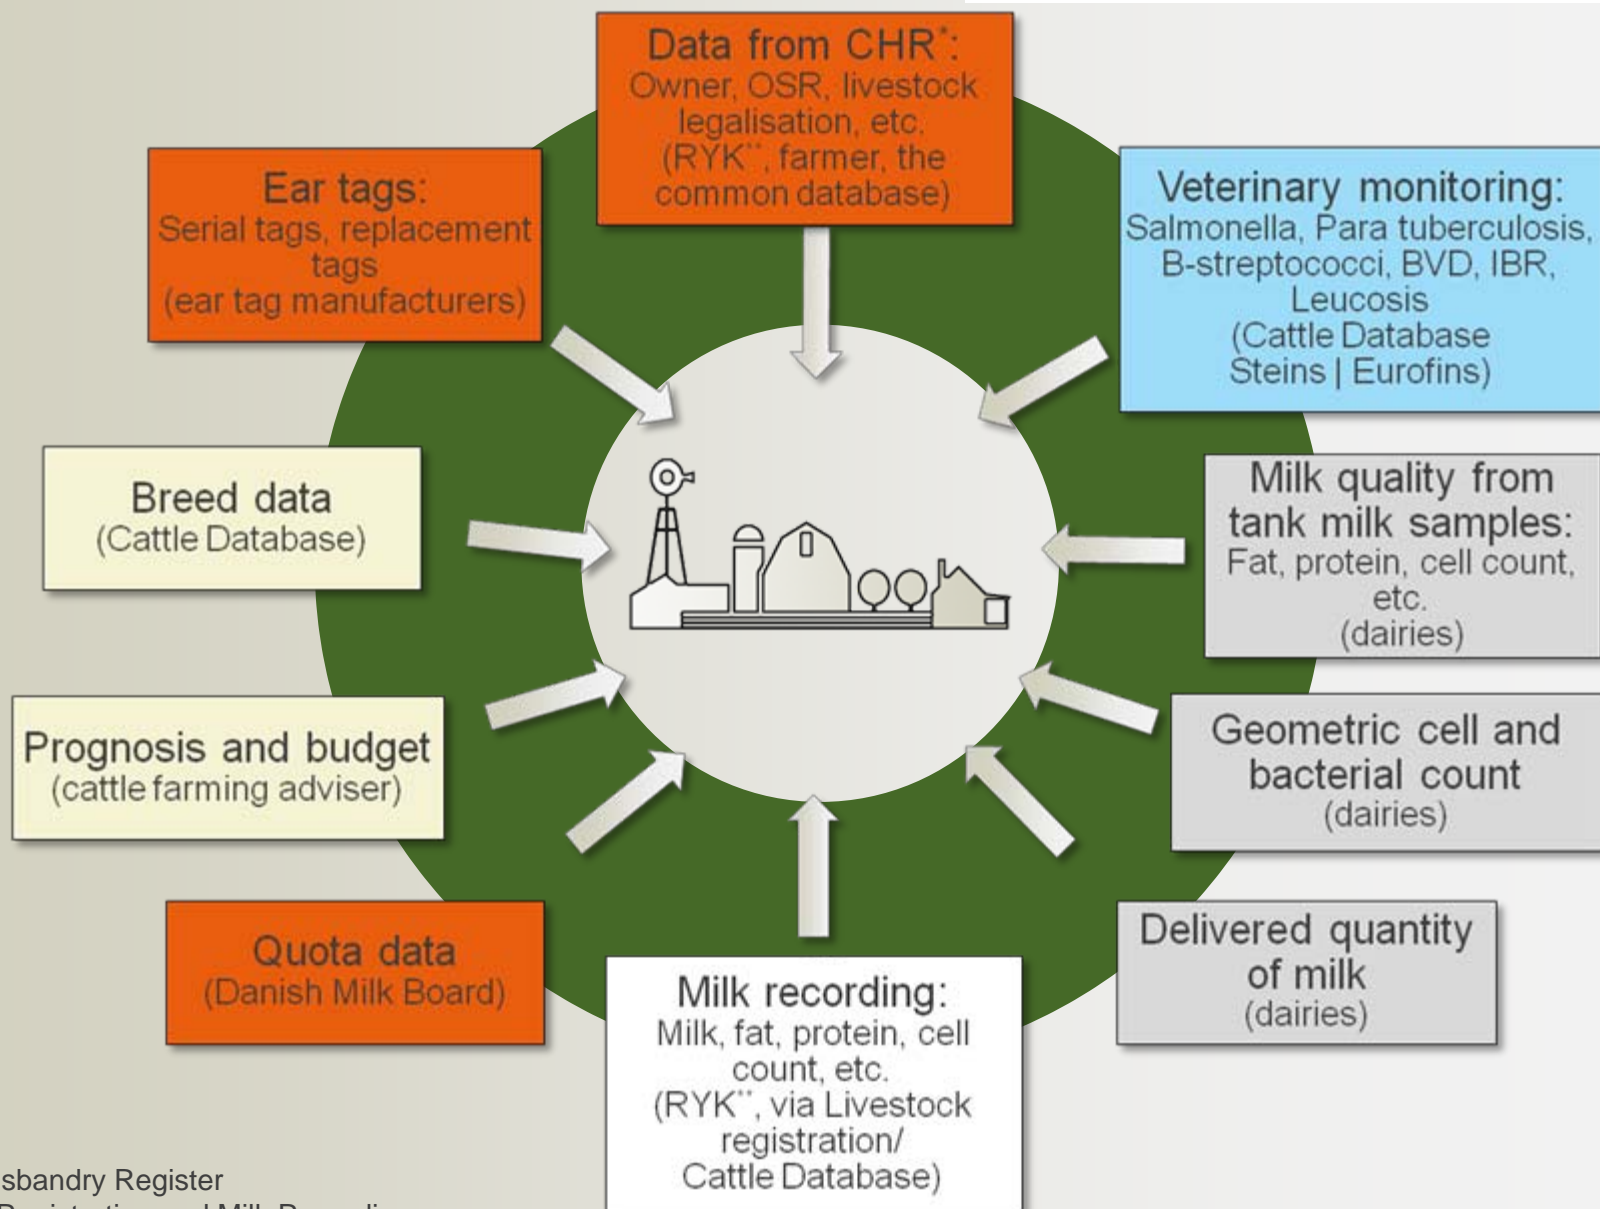 Data from CHR*:
Owner, OSR, livestock
legalisation, etc.
(RYK**, farmer, the
common database)
Ear tags:
Serial tags, replacement
tags
(ear tag manufacturers)
Veterinary monitoring:
Salmonella, Para tuberculosis,
B-streptococci, BVD, IBR,
Leucosis
(Cattle Database
Steins | Eurofins)
Breed data
(Cattle Database)
Milk quality from
tank milk samples:
Fat, protein, cell count,
etc.
(dairies)
Prognosis and budget
(cattle farming adviser)
Geometric cell and
bacterial count
(dairies)
Quota data
(Danish Milk Board)
Delivered quantity
of milk
(dairies)
Milk recording:
Milk, fat, protein, cell
count, etc.
(RYK**, via Livestock
registration/
Cattle Database)
sbandry Register